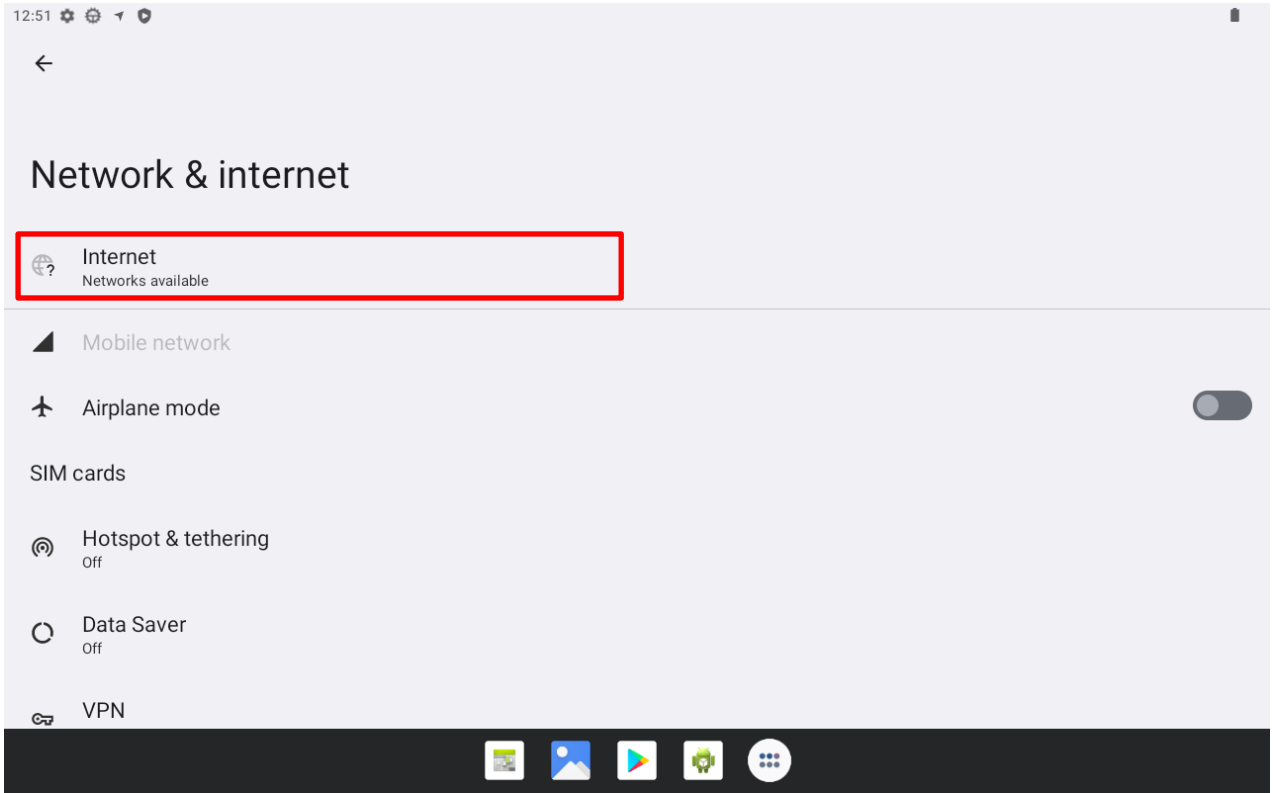 12:51
Network & internet
Internet
Networks available
Mobile network
Airplane mode
SIM cards
Hotspot & tethering
Off
Data Saver
Off
VPN